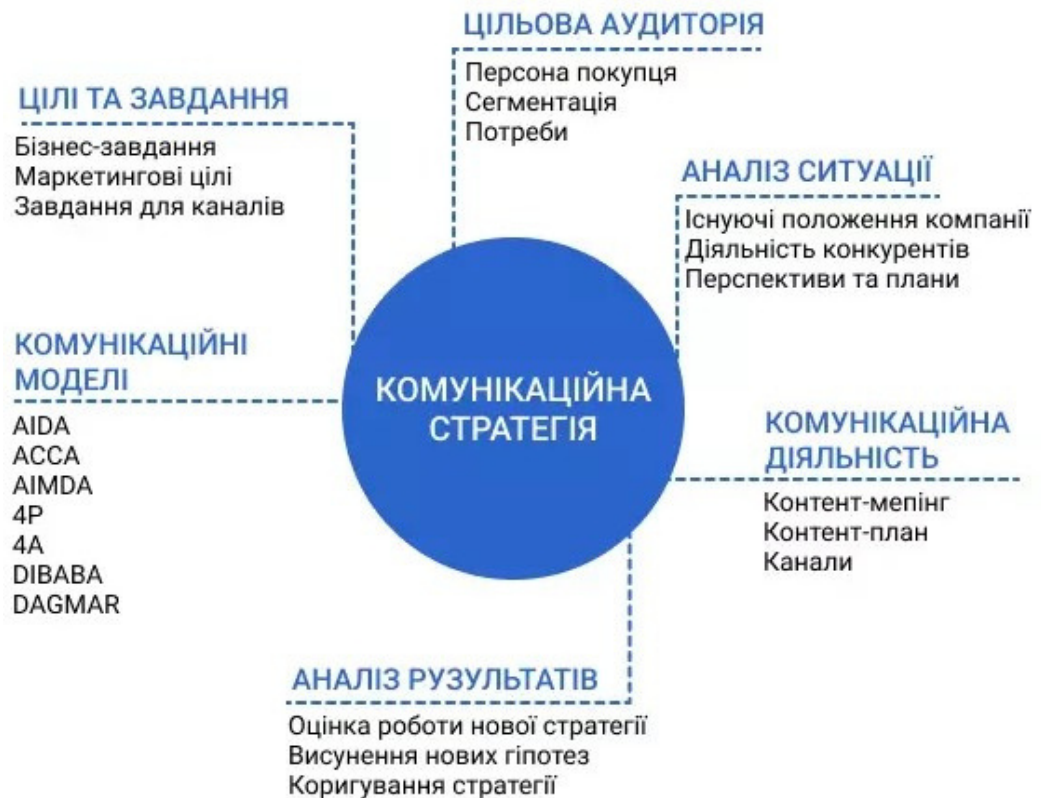 ЦІЛЬОВА АУДИТОРІЯ
Персона покупця
Сегментація
Потреби
ЦІЛІ ТА ЗАВДАННЯ
Бізнес-завдання
Маркетингові цілі
Завдання для каналів
АНАЛІЗ СИТУАЦІЇ
Існуючі положення компанії
Діяльність конкурентів
Перспективи та плани
КОМУНІКАЦІЙНІ
МОДЕЛІ
AIDA
ACCA
AIMDA
4P
4A
DIBABA
DAGMAR
КОМУНІКАЦІЙНА
СТРАТЕГІЯ
КОМУНІКАЦІЙНА
ДІЯЛЬНІСТЬ
Контент-мепінг
Контент-план
Канали
АНАЛІЗ РУЗУЛЬТАТІВ
Оцінка роботи нової стратегії
Висунення нових гіпотез
Коригування стратегії